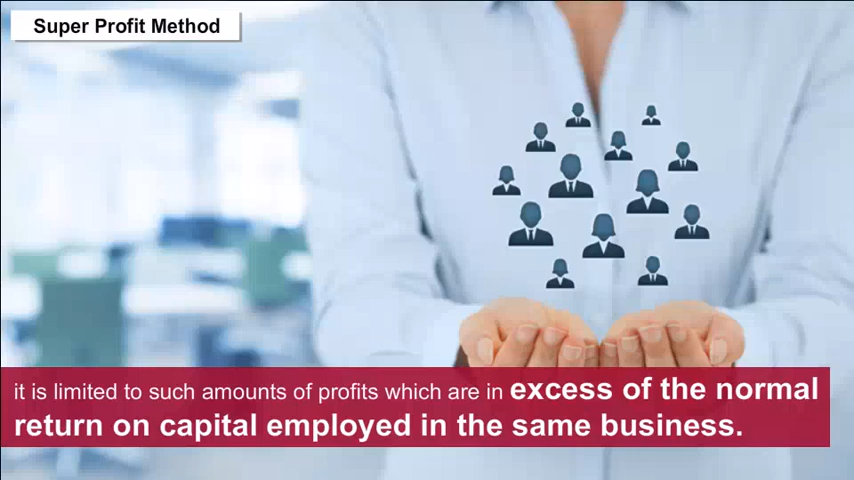 Super Profit Method
it is limited to such amounts of profits which are in excess of the normal
return on capital employed in the same business.